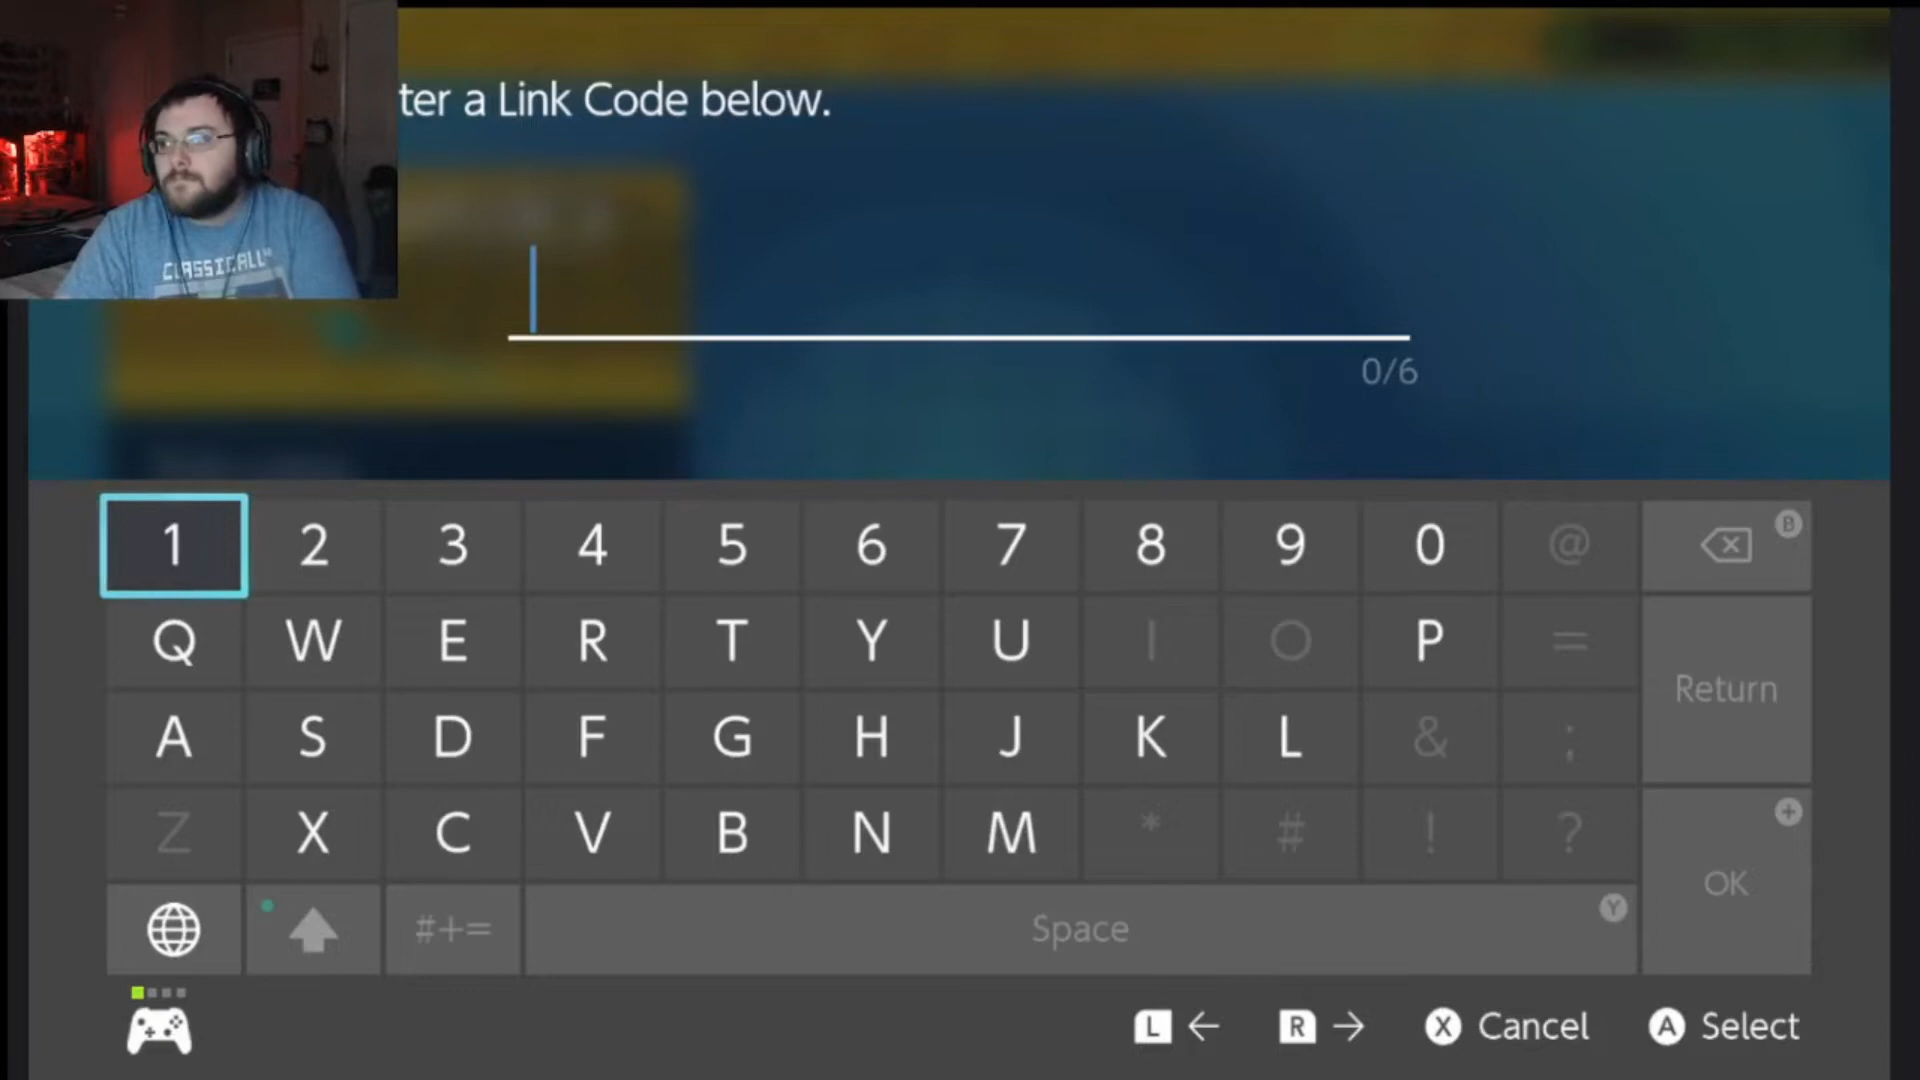 ter a Link Code below.
CLASSICALL
0/6
1 2 3 4 5 6 7 8 9 0 @ B
Q W E R T Y U I O P =
Return
A S D F G H J K L & ;
Z X C V B N M * # ! ?
OK
#+= Space Y
L ← R → X Cancel A Select